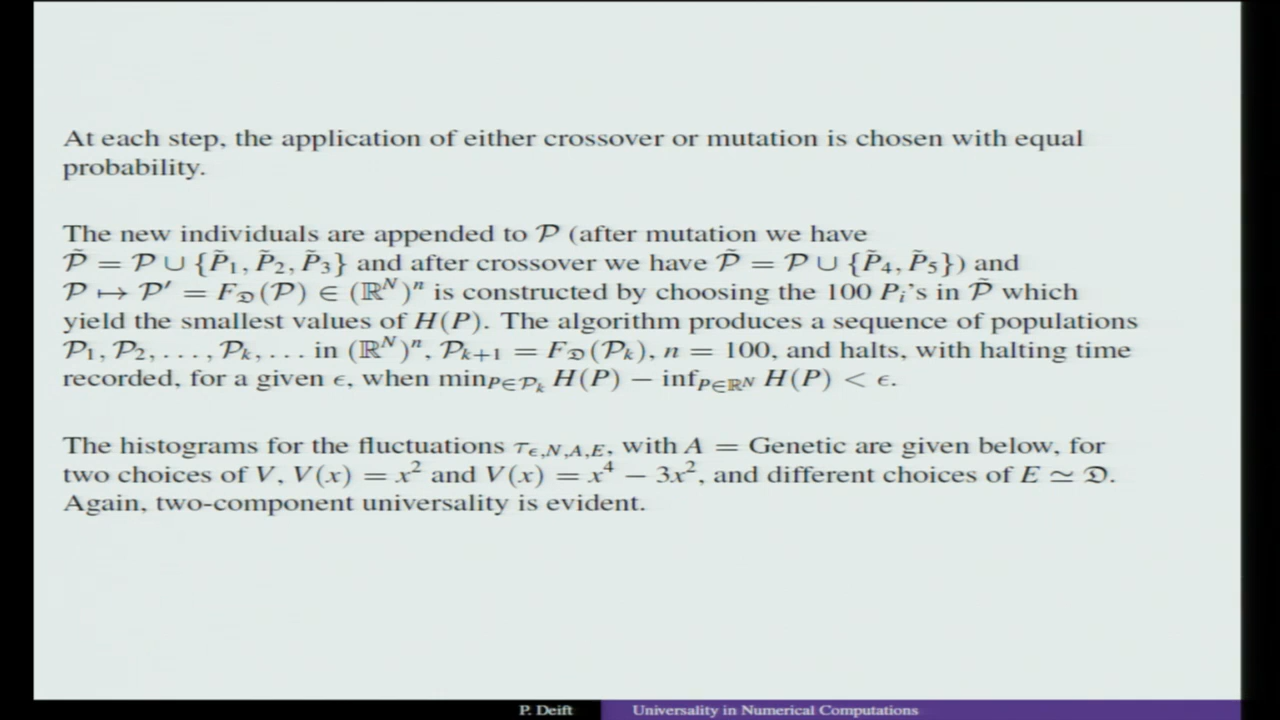 At each step, the application of either crossover or mutation is chosen with equal
probability.
The new individuals are appended to 𝒫 (after mutation we have
𝒫̃ = 𝒫 ∪ {P̃₁, P̃₂, P̃₃} and after crossover we have 𝒫̃ = 𝒫 ∪ {P̃₄, P̃₅}) and
𝒫 ↦ 𝒫′ = F_𝔇(𝒫) ∈ (ℝᴺ)ⁿ is constructed by choosing the 100 Pᵢ's in 𝒫̃ which
yield the smallest values of H(P). The algorithm produces a sequence of populations
𝒫₁, 𝒫₂, …, 𝒫ₖ, … in (ℝᴺ)ⁿ, 𝒫ₖ₊₁ = F_𝔇(𝒫ₖ), n = 100, and halts, with halting time
recorded, for a given ϵ, when min_{P∈𝒫ₖ} H(P) − inf_{P∈ℝᴺ} H(P) < ϵ.
The histograms for the fluctuations τ_{ϵ,N,A,E}, with A = Genetic are given below, for
two choices of V, V(x) = x² and V(x) = x⁴ − 3x², and different choices of E ≃ 𝔇.
Again, two-component universality is evident.
P. Deift Universality in Numerical Computations